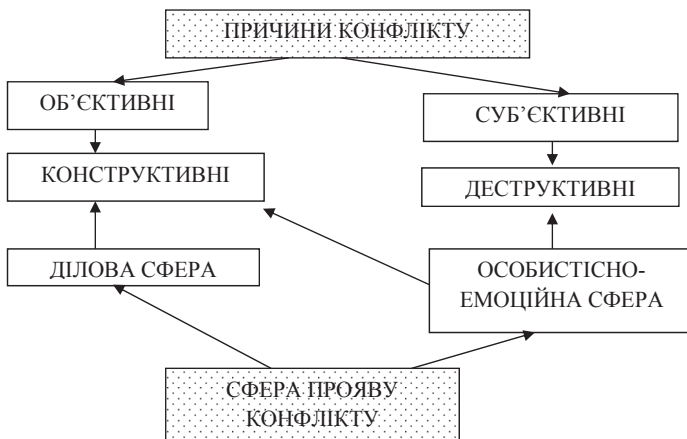 ПРИЧИНИ КОНФЛІКТУ
ОБ’ЄКТИВНІ
СУБ’ЄКТИВНІ
КОНСТРУКТИВНІ
ДЕСТРУКТИВНІ
ДІЛОВА СФЕРА
ОСОБИСТІСНО-
ЕМОЦІЙНА СФЕРА
СФЕРА ПРОЯВУ
КОНФЛІКТУ